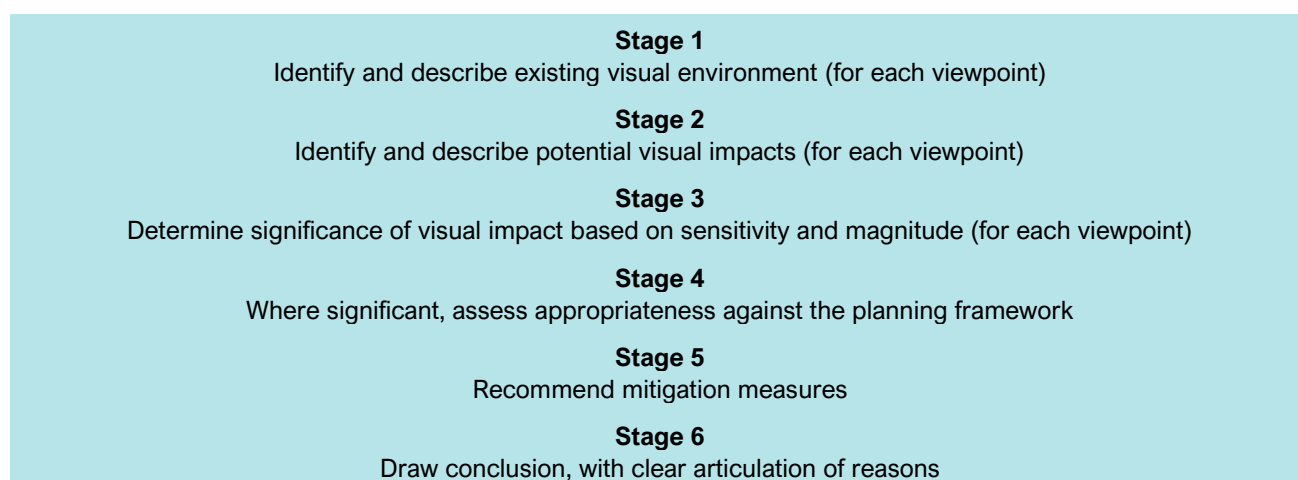 Stage 1
Identify and describe existing visual environment (for each viewpoint)
Stage 2
Identify and describe potential visual impacts (for each viewpoint)
Stage 3
Determine significance of visual impact based on sensitivity and magnitude (for each viewpoint)
Stage 4
Where significant, assess appropriateness against the planning framework
Stage 5
Recommend mitigation measures
Stage 6
Draw conclusion, with clear articulation of reasons